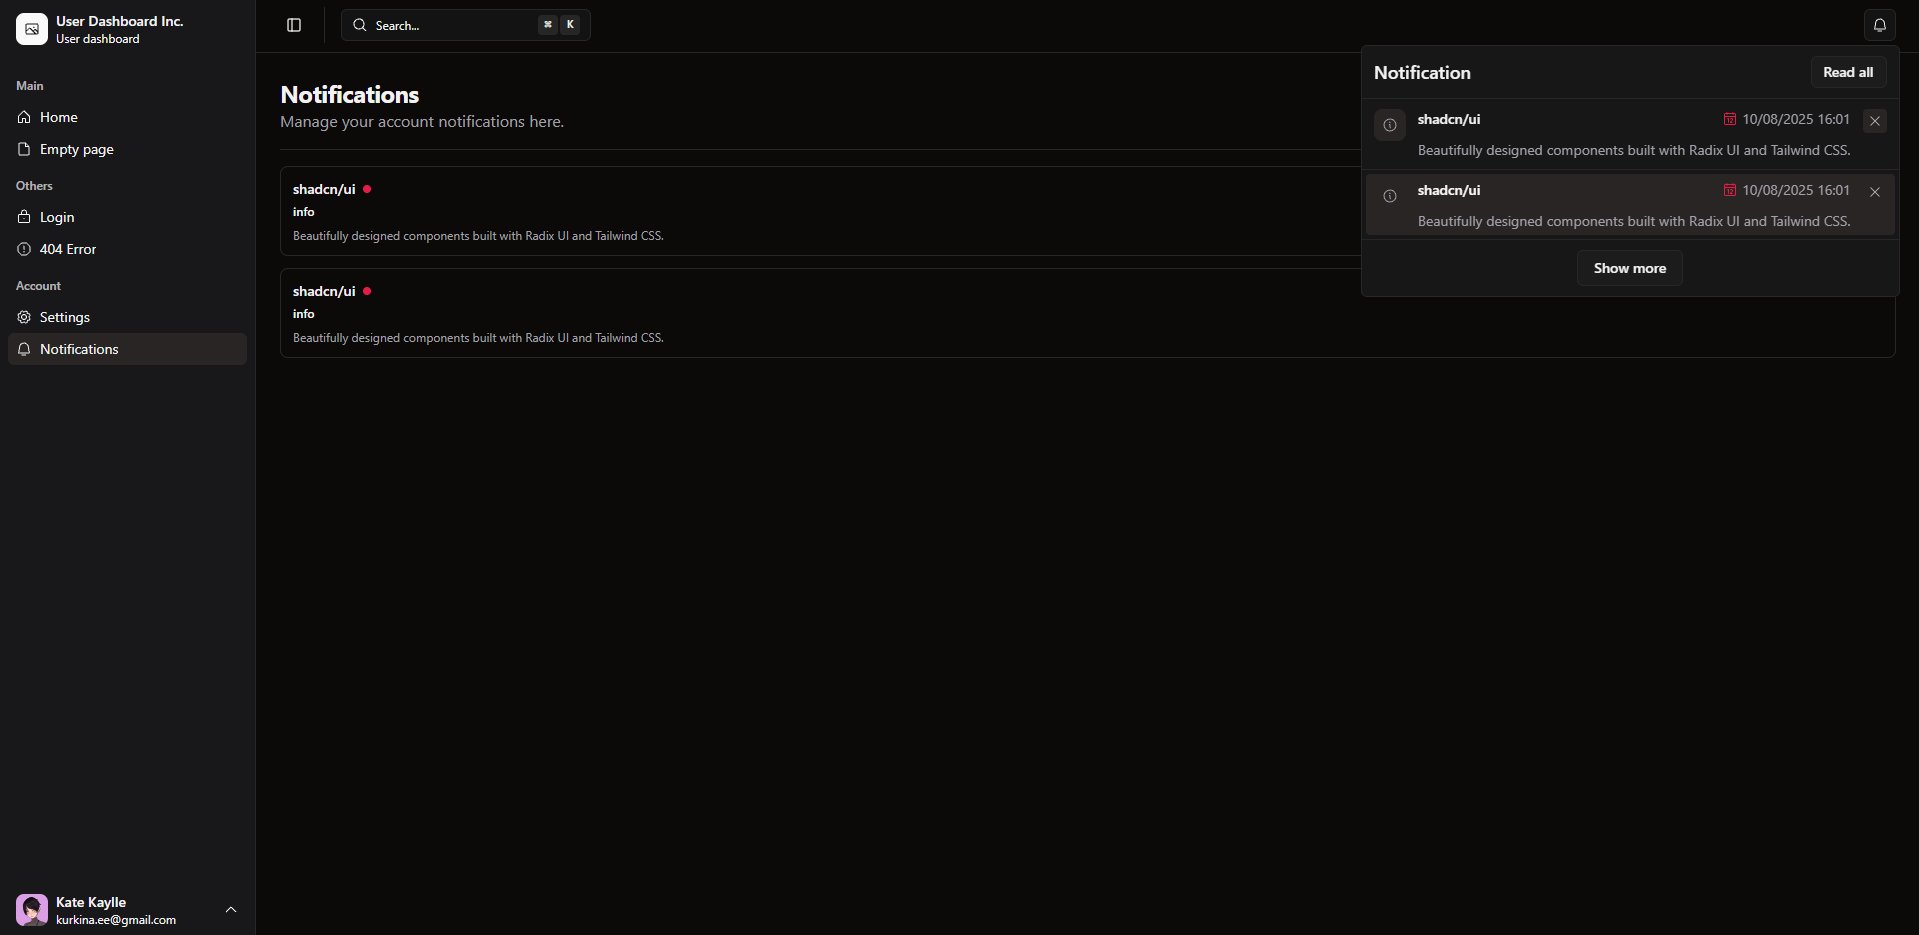 User Dashboard Inc.
User dashboard
Main
Home
Empty page
Others
Login
404 Error
Account
Settings
Notifications
Kate Kaylle
kurkina.ee@gmail.com
Search...
⌘ K
Notifications
Manage your account notifications here.
shadcn/ui
info
Beautifully designed components built with Radix UI and Tailwind CSS.
shadcn/ui
info
Beautifully designed components built with Radix UI and Tailwind CSS.
Notification
Read all
shadcn/ui 10/08/2025 16:01
Beautifully designed components built with Radix UI and Tailwind CSS.
shadcn/ui 10/08/2025 16:01
Beautifully designed components built with Radix UI and Tailwind CSS.
Show more